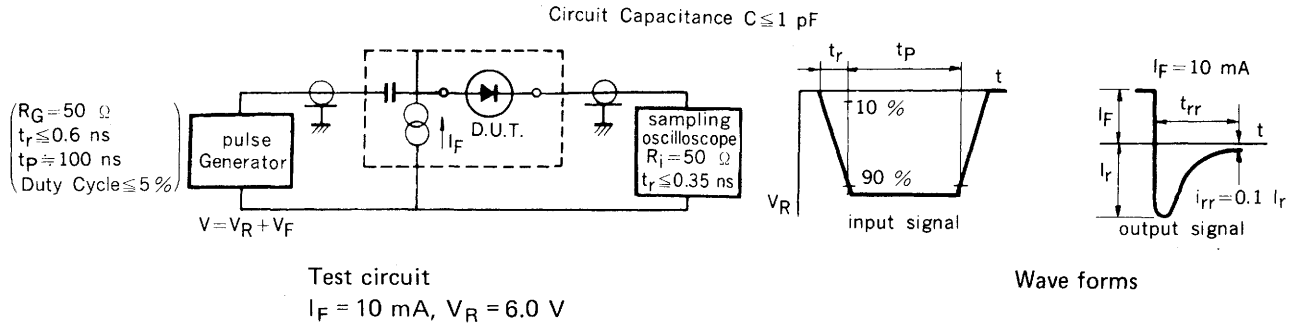 Circuit Capacitance C≦1 pF
R_G=50 Ω
t_r≦0.6 ns
t_P≒100 ns
Duty Cycle≦5%
pulse
Generator
V=V_R+V_F
I_F
D.U.T.
sampling
oscilloscope
R_i=50 Ω
t_r≦0.35 ns
Test circuit
I_F = 10 mA, V_R = 6.0 V
t_r
t_P
t
10 %
90 %
V_R
input signal
I_F=10 mA
t_rr
I_F
t
I_r
i_rr=0.1 I_r
output signal
Wave forms